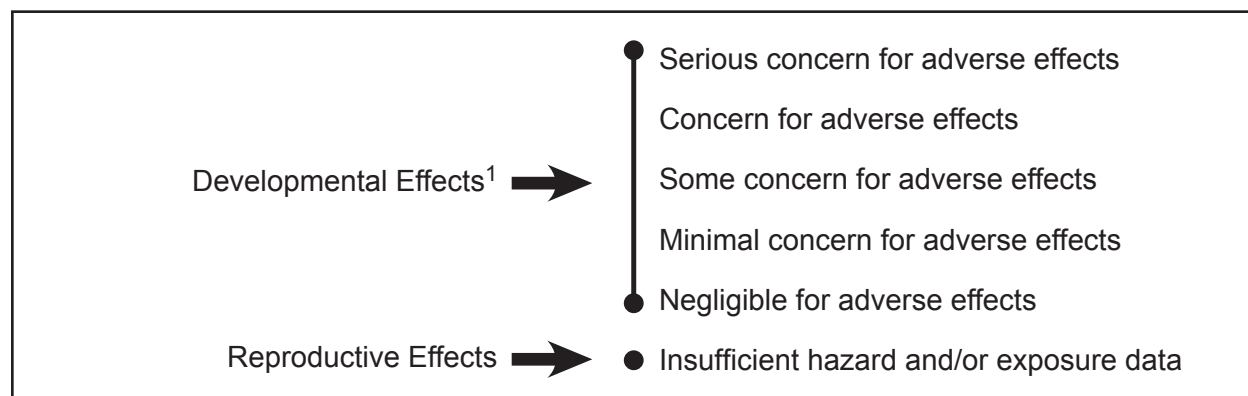 Serious concern for adverse effects
Concern for adverse effects
Developmental Effects¹ Some concern for adverse effects
Minimal concern for adverse effects
Negligible for adverse effects
Reproductive Effects Insufficient hazard and/or exposure data